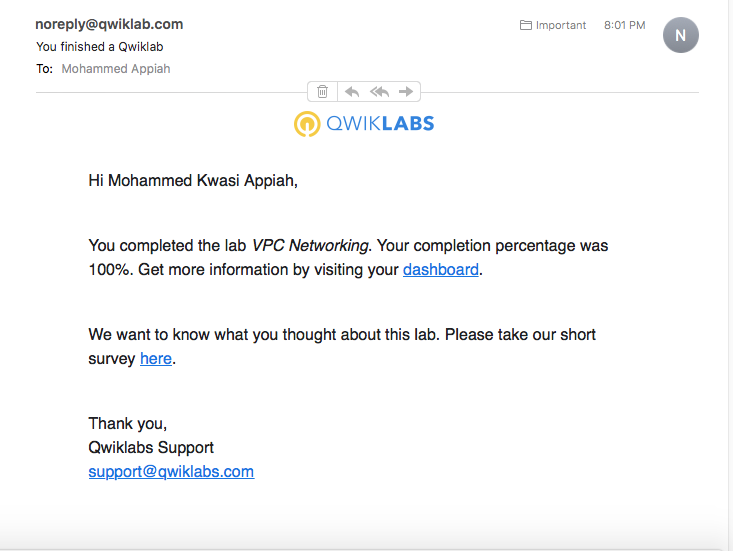 noreply@qwiklab.com
Important 8:01 PM
N
You finished a Qwiklab
To: Mohammed Appiah
QWIKLABS
Hi Mohammed Kwasi Appiah,
You completed the lab VPC Networking. Your completion percentage was
100%. Get more information by visiting your dashboard.
We want to know what you thought about this lab. Please take our short
survey here.
Thank you,
Qwiklabs Support
support@qwiklabs.com